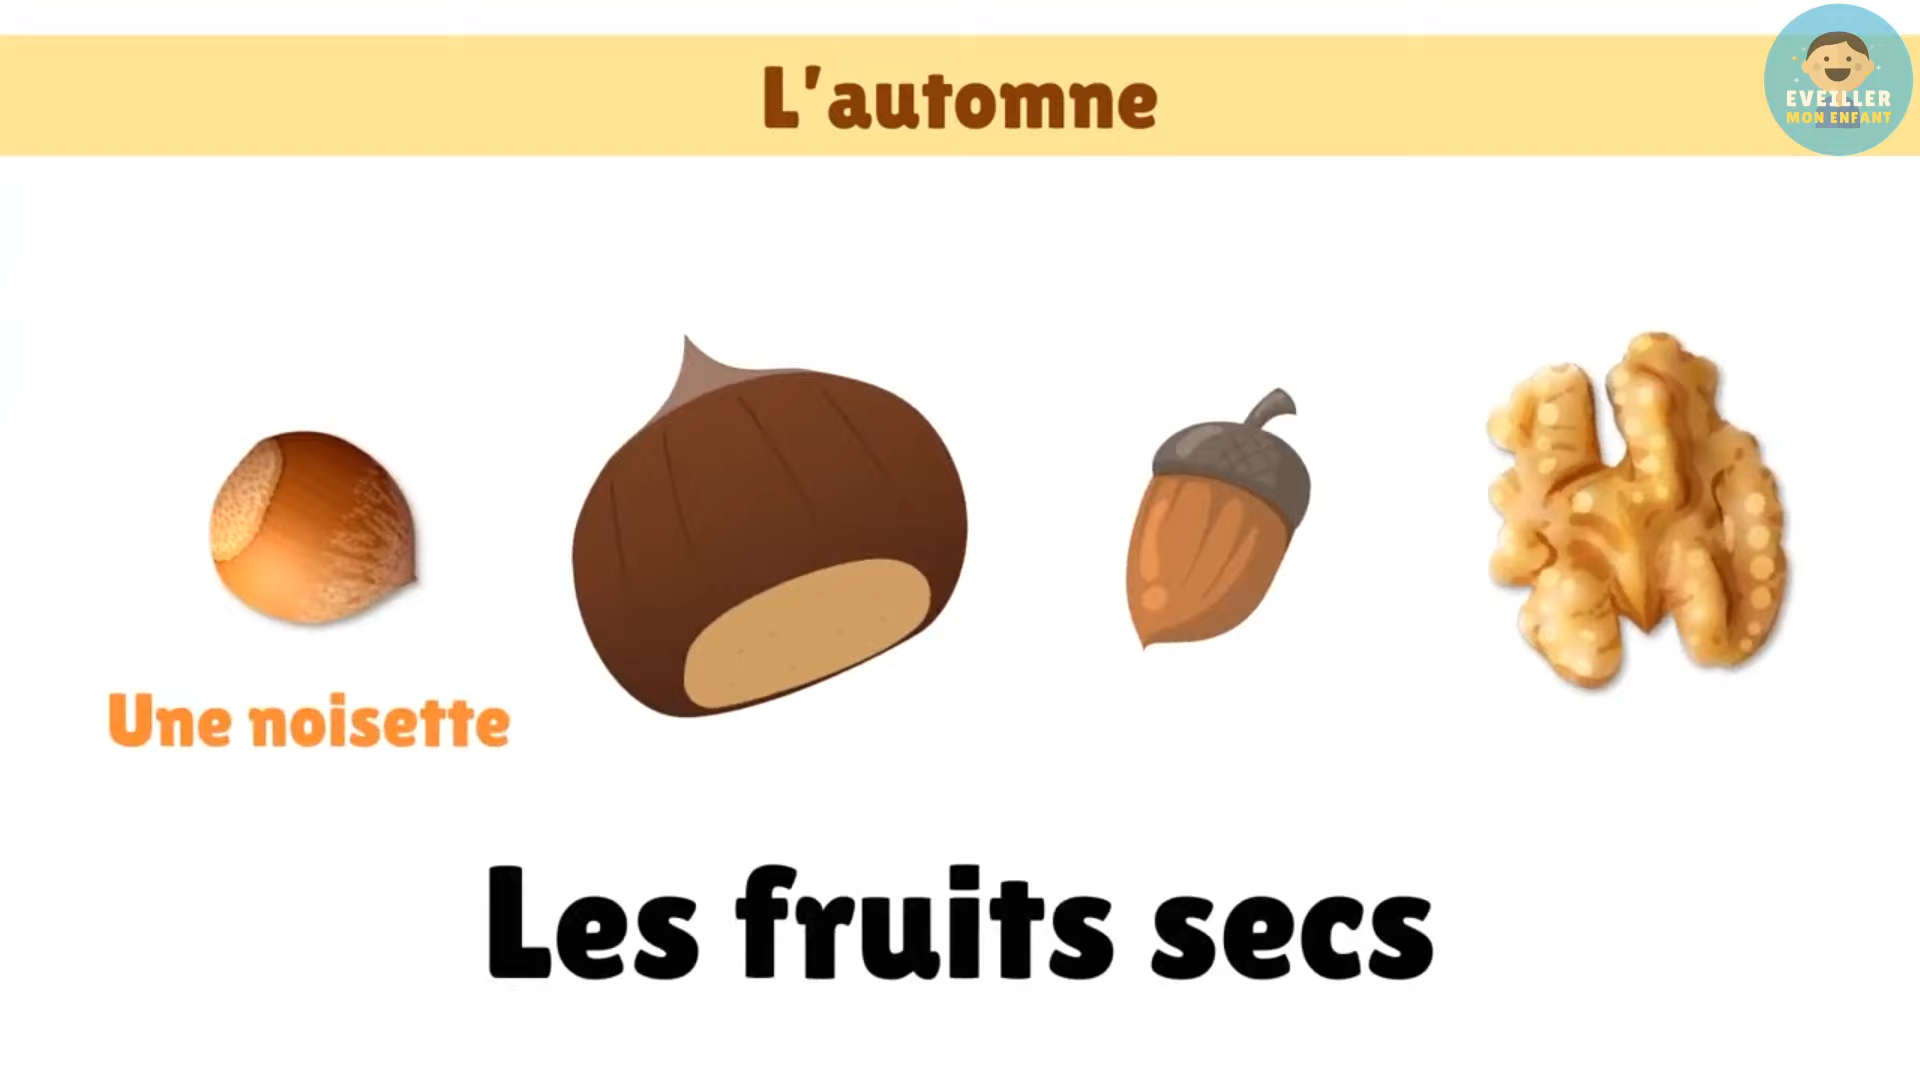 L'automne
EVEILLER
MON ENFANT
Une noisette
Les fruits secs